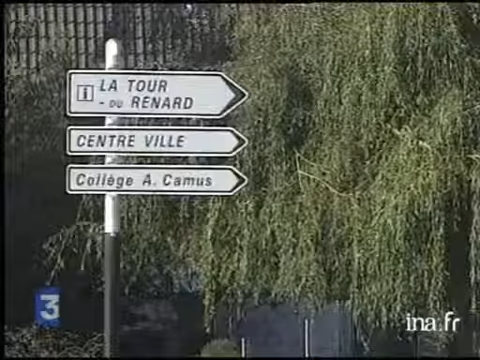 i LA TOUR
- DU RENARD
CENTRE VILLE
Collège A. Camus
3
ina.fr